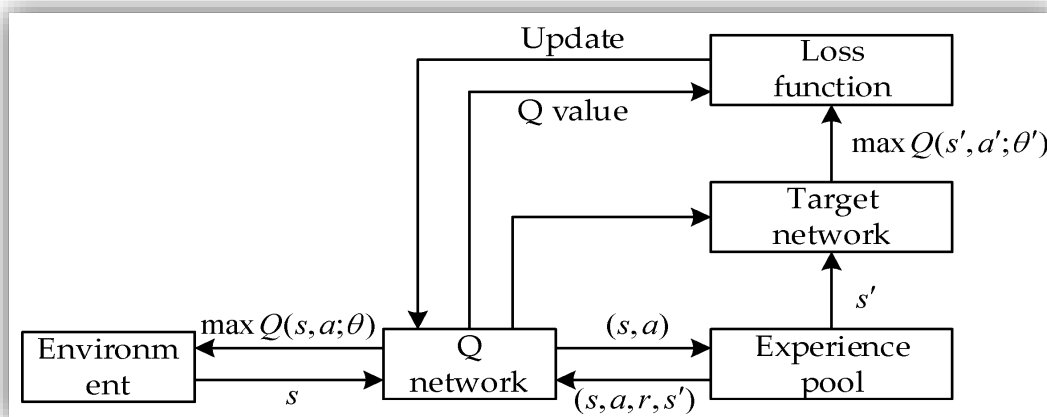 Update
Loss
function
Q value
max Q(s′,a′;θ′)
Target
network
s′
max Q(s,a;θ)
(s,a)
Environm
ent
Q
network
Experience
pool
s
(s,a,r,s′)